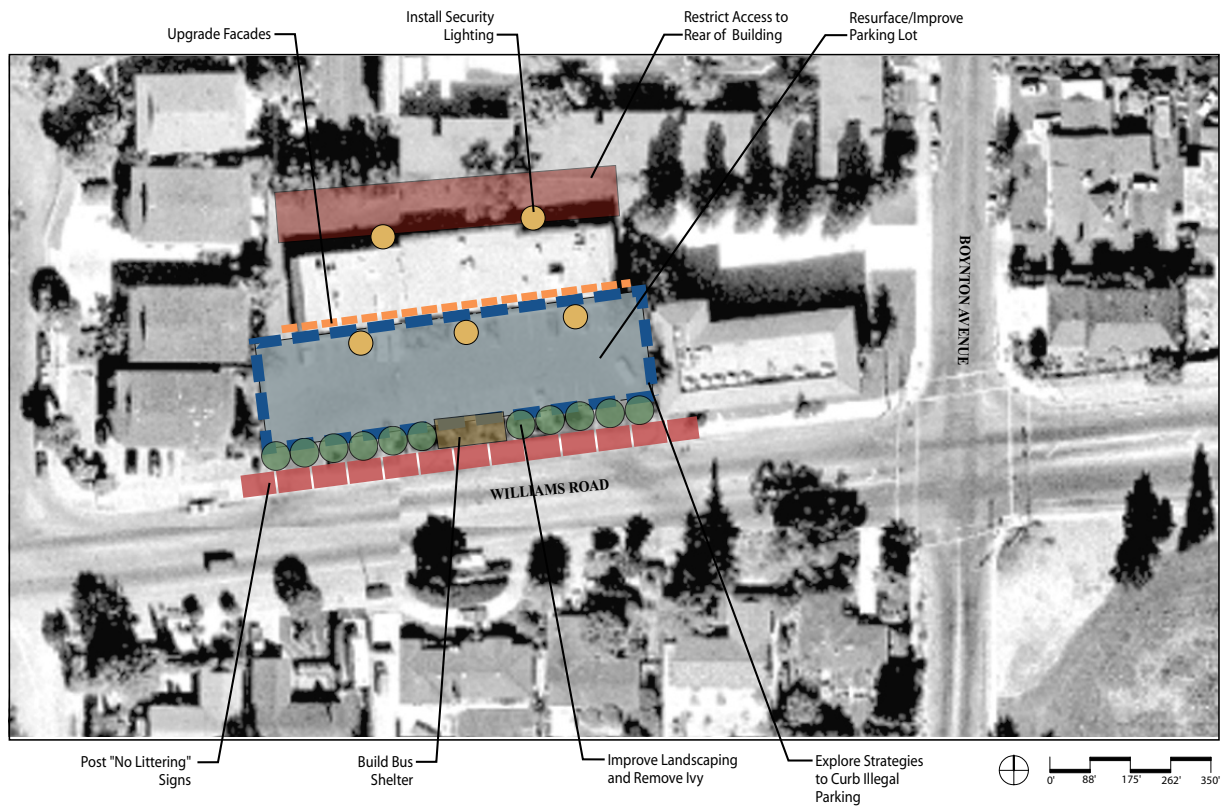 Upgrade Facades
Install Security
Lighting
Restrict Access to
Rear of Building
Resurface/Improve
Parking Lot
BOYNTON AVENUE
WILLIAMS ROAD
Post "No Littering"
Signs
Build Bus
Shelter
Improve Landscaping
and Remove Ivy
Explore Strategies
to Curb Illegal
Parking
0' 88' 175' 262' 350'